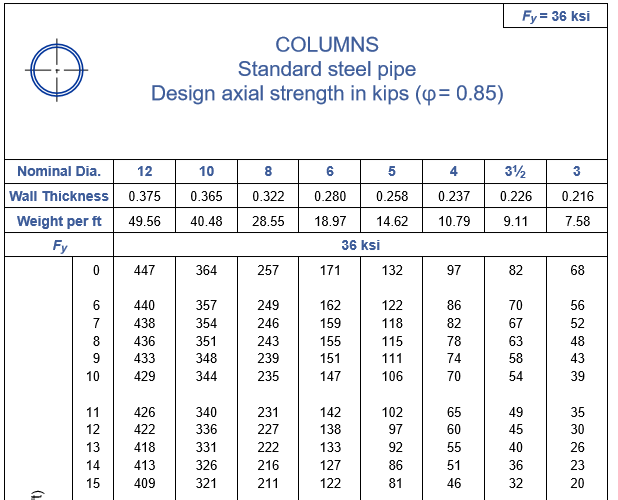 Fy = 36 ksi
COLUMNS
Standard steel pipe
Design axial strength in kips (φ= 0.85)
Nominal Dia. 12 10 8 6 5 4 3½ 3
Wall Thickness 0.375 0.365 0.322 0.280 0.258 0.237 0.226 0.216
Weight per ft 49.56 40.48 28.55 18.97 14.62 10.79 9.11 7.58
Fy 36 ksi
0 447 364 257 171 132 97 82 68
6 440 357 249 162 122 86 70 56
7 438 354 246 159 118 82 67 52
8 436 351 243 155 115 78 63 48
9 433 348 239 151 111 74 58 43
10 429 344 235 147 106 70 54 39
11 426 340 231 142 102 65 49 35
12 422 336 227 138 97 60 45 30
13 418 331 222 133 92 55 40 26
14 413 326 216 127 86 51 36 23
15 409 321 211 122 81 46 32 20